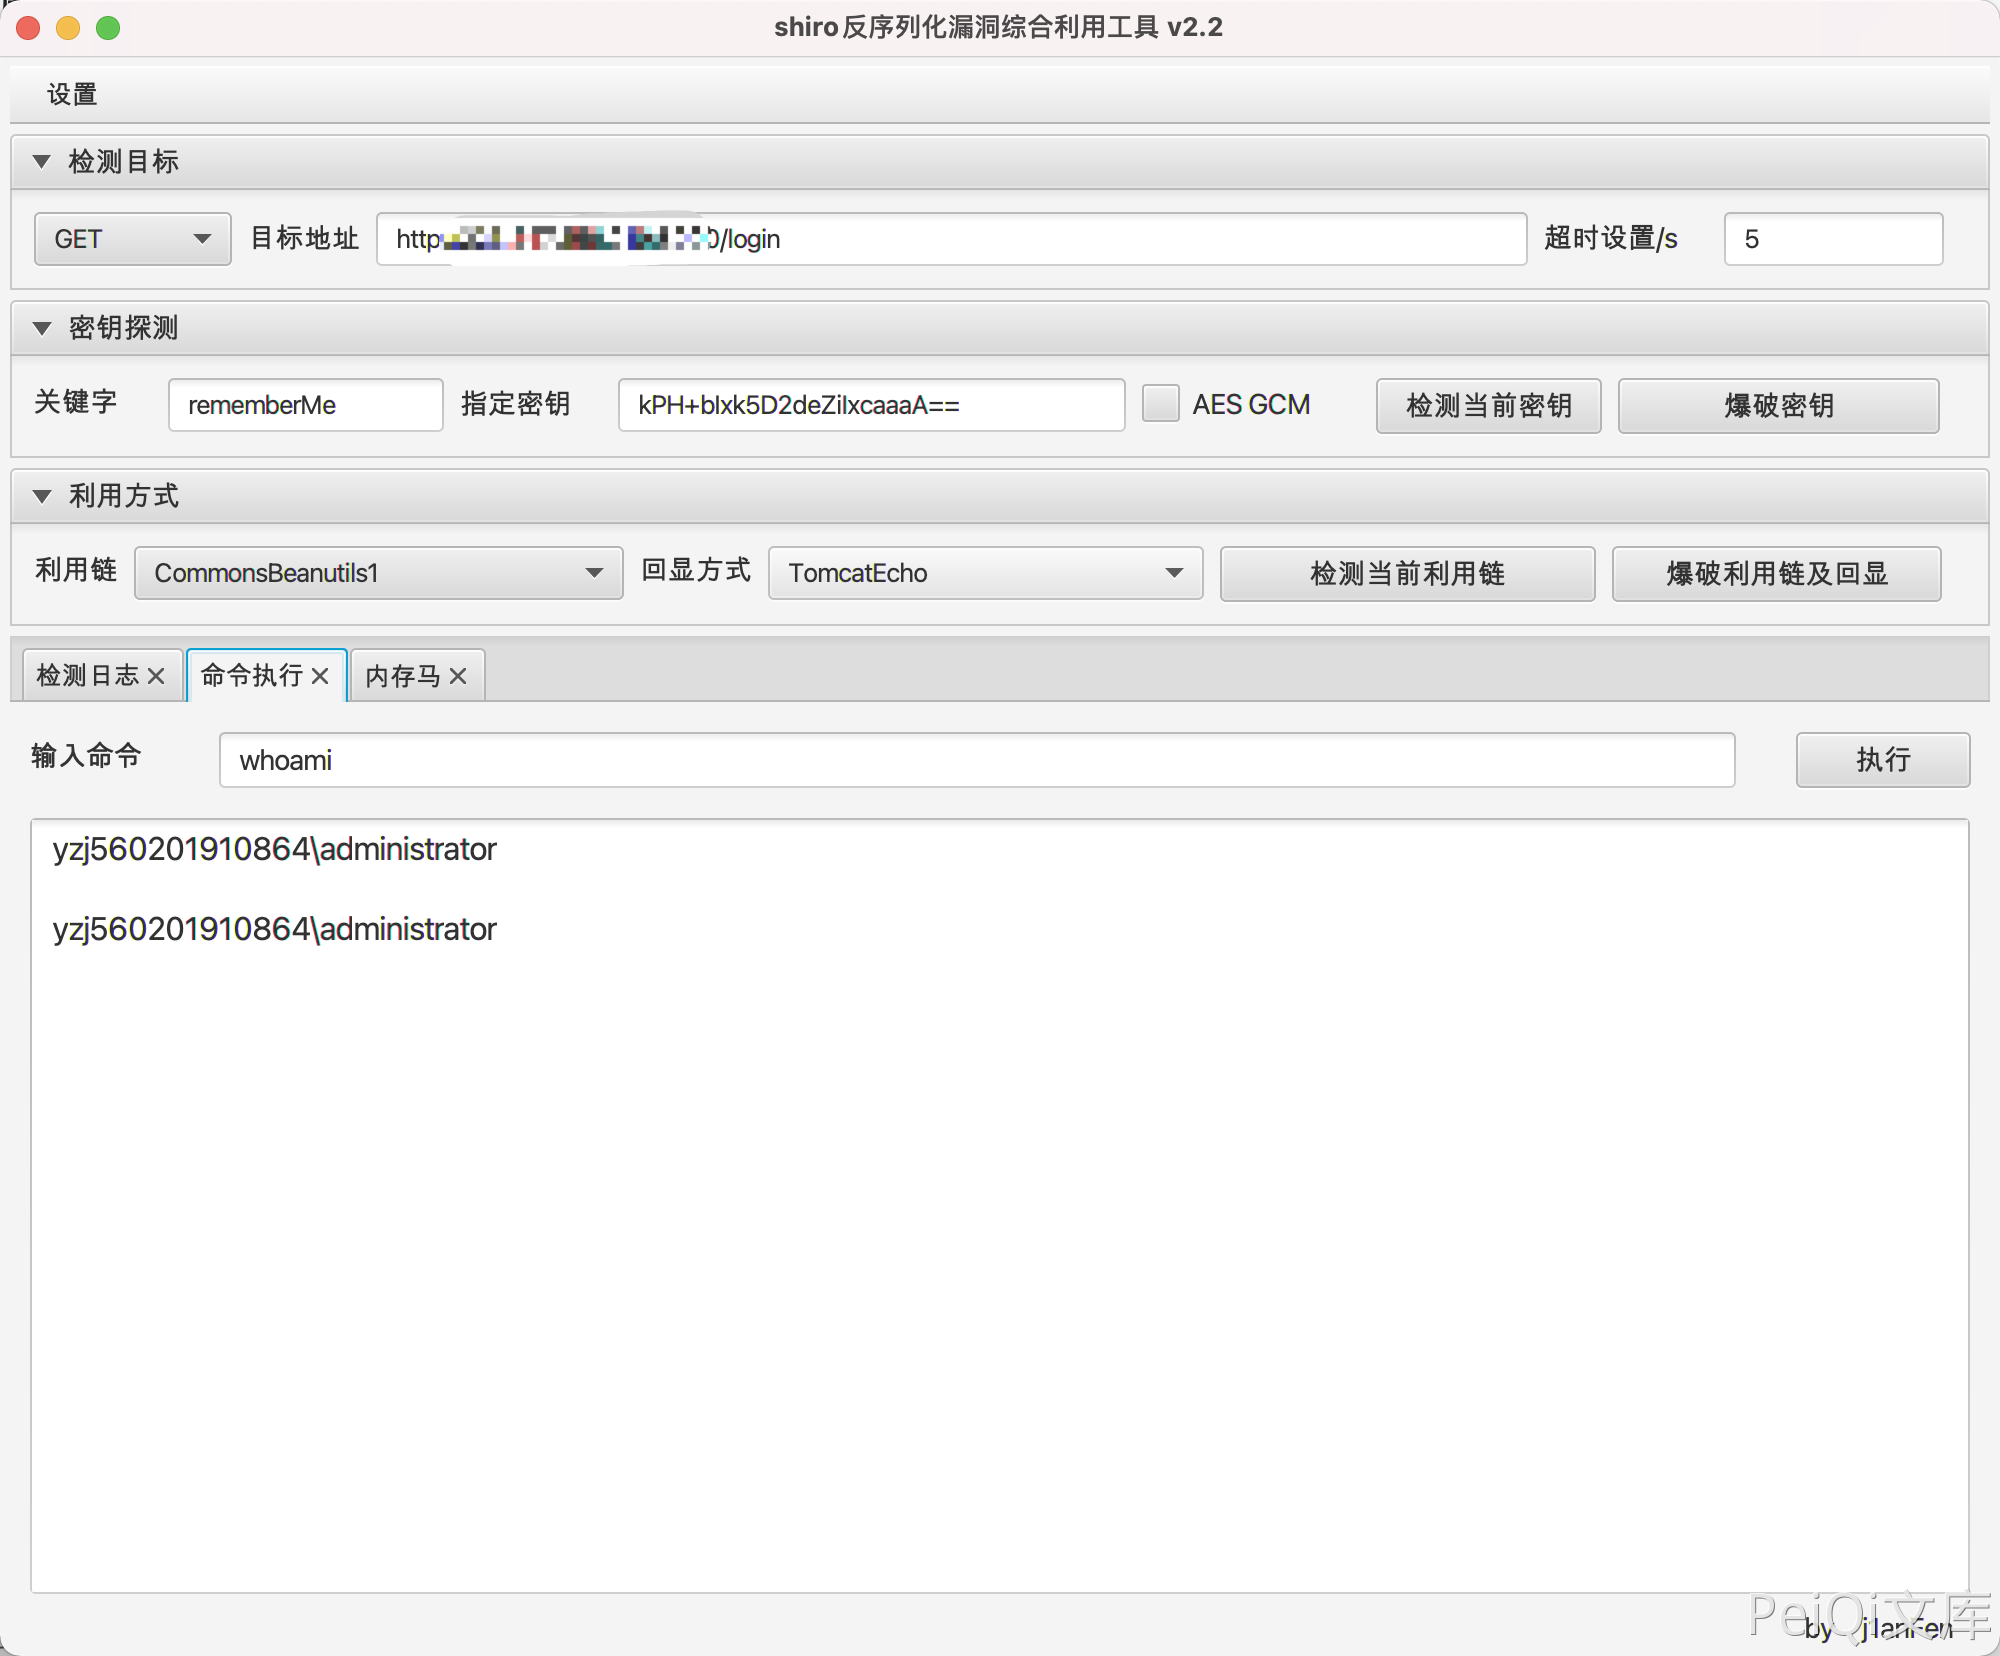 shiro反序列化漏洞综合利用工具 v2.2
设置
检测目标
GET 目标地址 http 0/login 超时设置/s 5
密钥探测
关键字 rememberMe 指定密钥 kPH+bIxk5D2deZiIxcaaaA== AES GCM 检测当前密钥 爆破密钥
利用方式
利用链 CommonsBeanutils1 回显方式 TomcatEcho 检测当前利用链 爆破利用链及回显
检测日志 命令执行 内存马
输入命令 whoami 执行
yzj560201910864\administrator
yzj560201910864\administrator
PeiQi文库
by